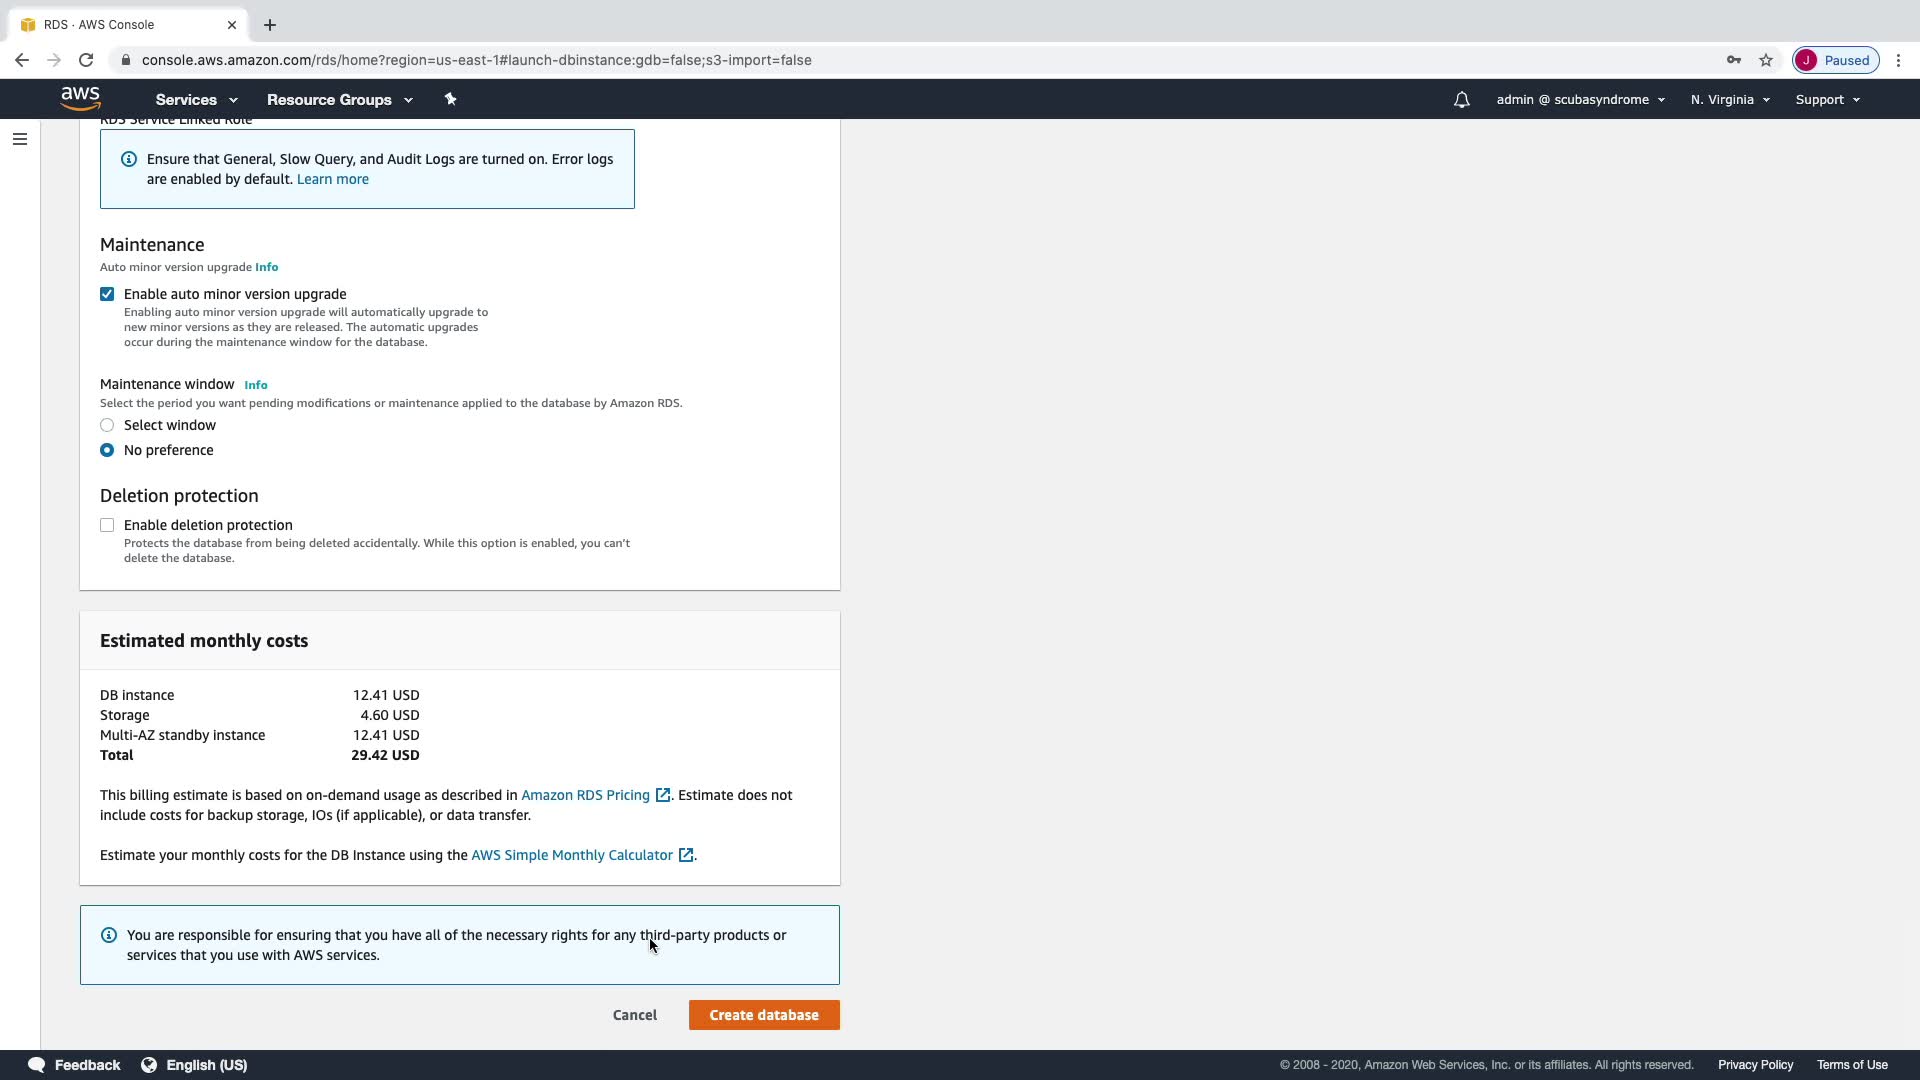 RDS · AWS Console
console.aws.amazon.com/rds/home?region=us-east-1#launch-dbinstance:gdb=false;s3-import=false
J Paused
aws Services Resource Groups admin @ scubasyndrome N. Virginia Support
RDS Service Linked Role
Ensure that General, Slow Query, and Audit Logs are turned on. Error logs
are enabled by default. Learn more
Maintenance
Auto minor version upgrade Info
Enable auto minor version upgrade
Enabling auto minor version upgrade will automatically upgrade to
new minor versions as they are released. The automatic upgrades
occur during the maintenance window for the database.
Maintenance window Info
Select the period you want pending modifications or maintenance applied to the database by Amazon RDS.
Select window
No preference
Deletion protection
Enable deletion protection
Protects the database from being deleted accidentally. While this option is enabled, you can't
delete the database.
Estimated monthly costs
DB instance 12.41 USD
Storage 4.60 USD
Multi-AZ standby instance 12.41 USD
Total 29.42 USD
This billing estimate is based on on-demand usage as described in Amazon RDS Pricing. Estimate does not
include costs for backup storage, IOs (if applicable), or data transfer.
Estimate your monthly costs for the DB Instance using the AWS Simple Monthly Calculator.
You are responsible for ensuring that you have all of the necessary rights for any third-party products or
services that you use with AWS services.
Cancel Create database
Feedback English (US) © 2008 - 2020, Amazon Web Services, Inc. or its affiliates. All rights reserved. Privacy Policy Terms of Use